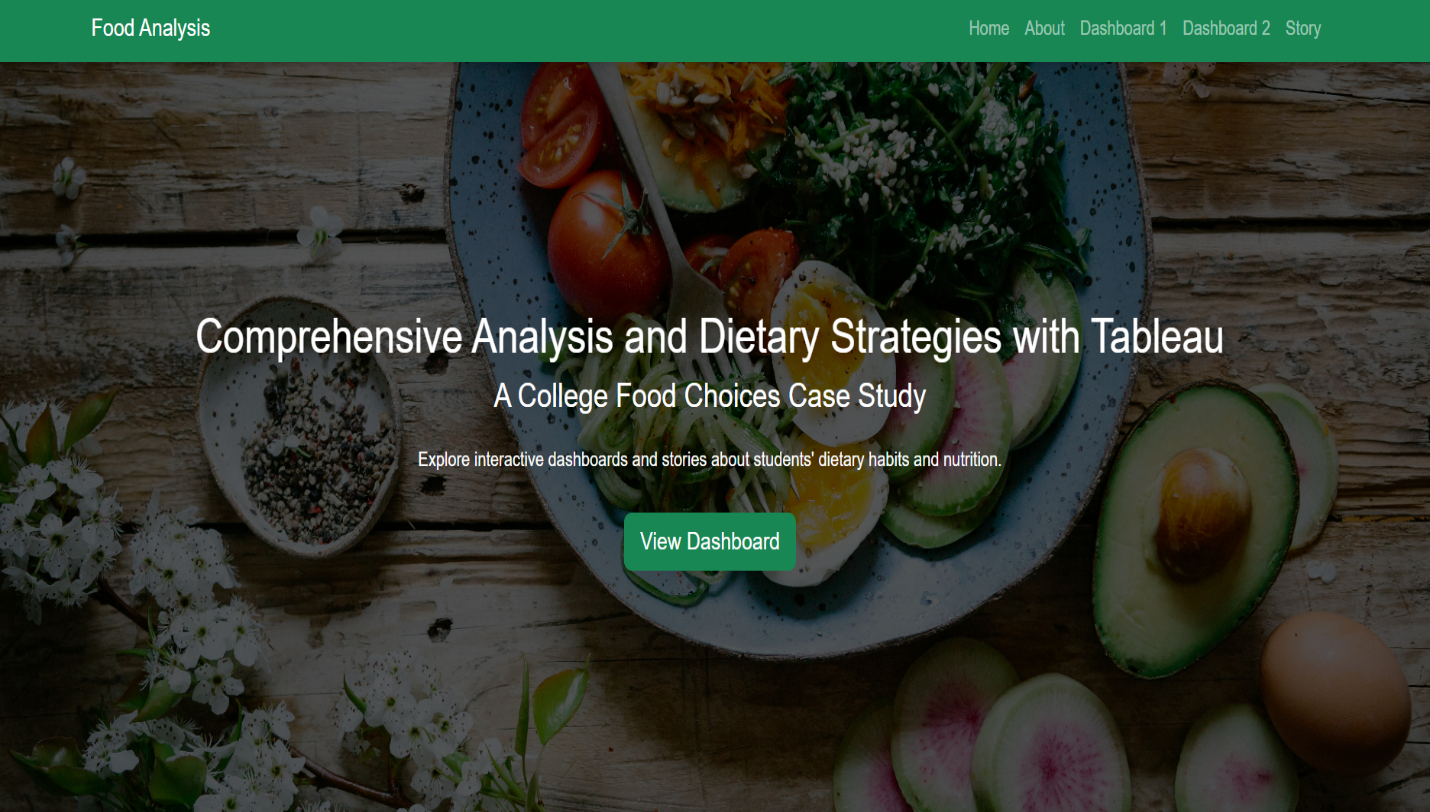 Food Analysis
Home About Dashboard 1 Dashboard 2 Story
Comprehensive Analysis and Dietary Strategies with Tableau
A College Food Choices Case Study
Explore interactive dashboards and stories about students' dietary habits and nutrition.
View Dashboard